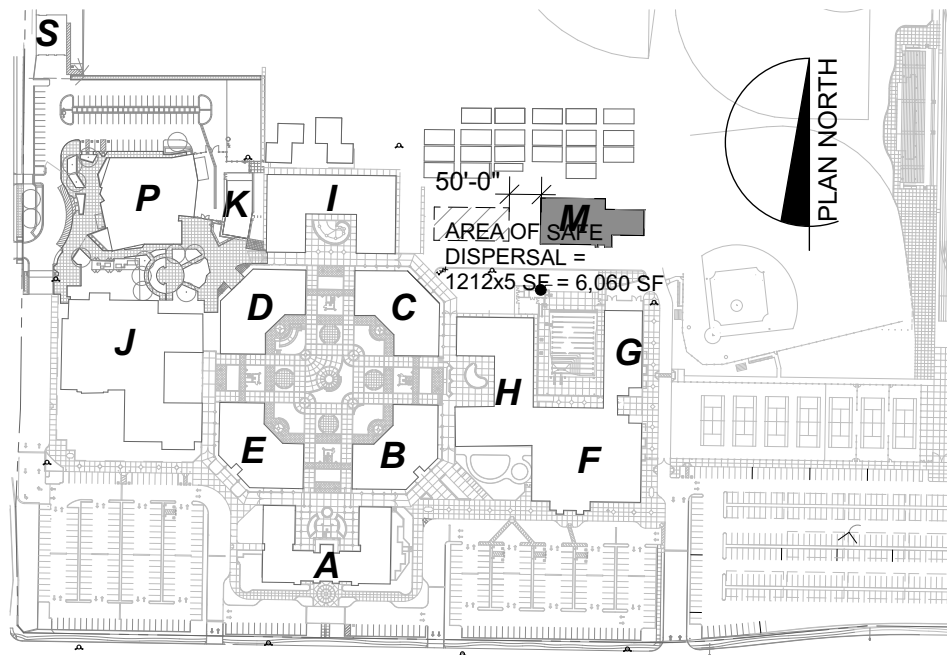 S
PLAN NORTH
P
K
I
50'-0"
M
AREA OF SAFE
DISPERSAL =
1212x5 SF = 6,060 SF
D
C
J
G
H
E
B
F
A